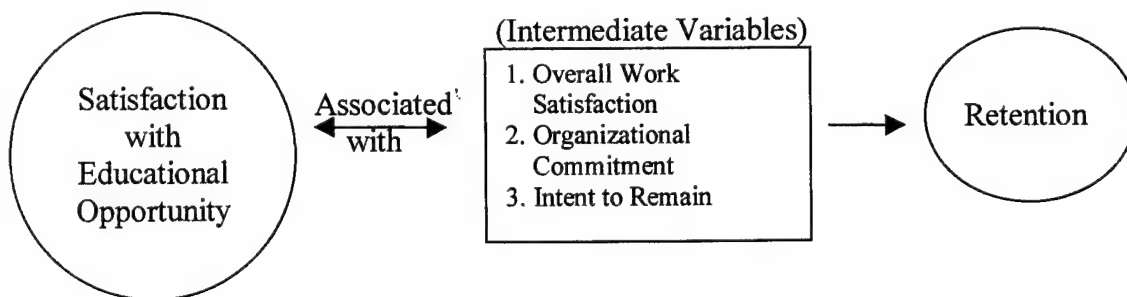 Satisfaction
with
Educational
Opportunity
Associated
with
(Intermediate Variables)
1. Overall Work
Satisfaction
2. Organizational
Commitment
3. Intent to Remain
Retention